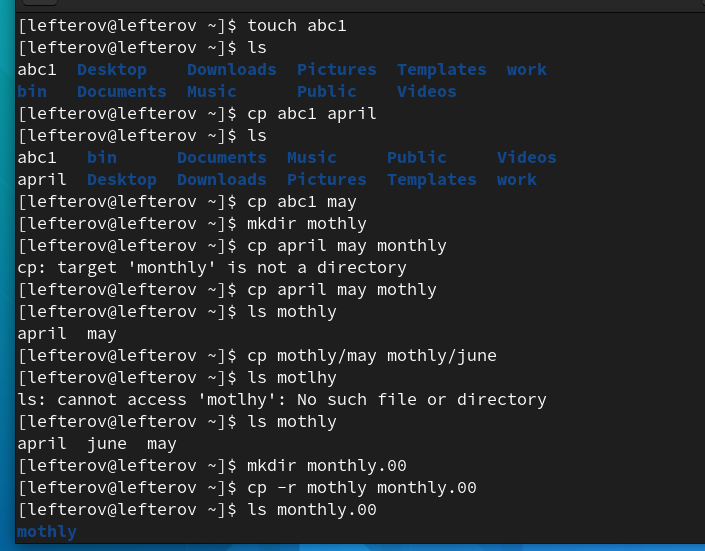 [lefterov@lefterov ~]$ touch abc1
[lefterov@lefterov ~]$ ls
abc1  Desktop    Downloads  Pictures  Templates  work
bin   Documents  Music      Public    Videos
[lefterov@lefterov ~]$ cp abc1 april
[lefterov@lefterov ~]$ ls
abc1   bin      Documents  Music     Public     Videos
april  Desktop  Downloads  Pictures  Templates  work
[lefterov@lefterov ~]$ cp abc1 may
[lefterov@lefterov ~]$ mkdir mothly
[lefterov@lefterov ~]$ cp april may monthly
cp: target 'monthly' is not a directory
[lefterov@lefterov ~]$ cp april may mothly
[lefterov@lefterov ~]$ ls mothly
april  may
[lefterov@lefterov ~]$ cp mothly/may mothly/june
[lefterov@lefterov ~]$ ls motlhy
ls: cannot access 'motlhy': No such file or directory
[lefterov@lefterov ~]$ ls mothly
april  june  may
[lefterov@lefterov ~]$ mkdir monthly.00
[lefterov@lefterov ~]$ cp -r mothly monthly.00
[lefterov@lefterov ~]$ ls monthly.00
mothly